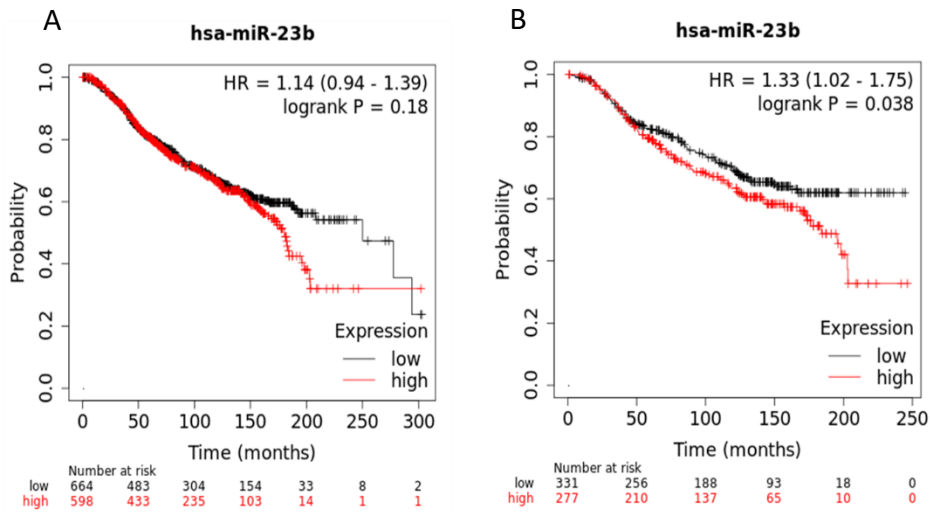 A
hsa-miR-23b
HR = 1.14 (0.94 - 1.39)
logrank P = 0.18
Probability
1.0
0.8
0.6
0.4
0.2
0.0
Expression
low
high
0 50 100 150 200 250 300
Time (months)
Number at risk
low 664 483 304 154 33 8 2
high 598 433 235 103 14 1 1
B
hsa-miR-23b
HR = 1.33 (1.02 - 1.75)
logrank P = 0.038
Probability
1.0
0.8
0.6
0.4
0.2
0.0
Expression
low
high
0 50 100 150 200 250
Time (months)
Number at risk
low 331 256 188 93 18 0
high 277 210 137 65 10 0